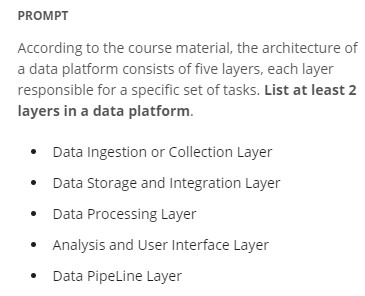 PROMPT
According to the course material, the architecture of
a data platform consists of five layers, each layer
responsible for a specific set of tasks. List at least 2
layers in a data platform.
• Data Ingestion or Collection Layer
• Data Storage and Integration Layer
• Data Processing Layer
• Analysis and User Interface Layer
• Data PipeLine Layer